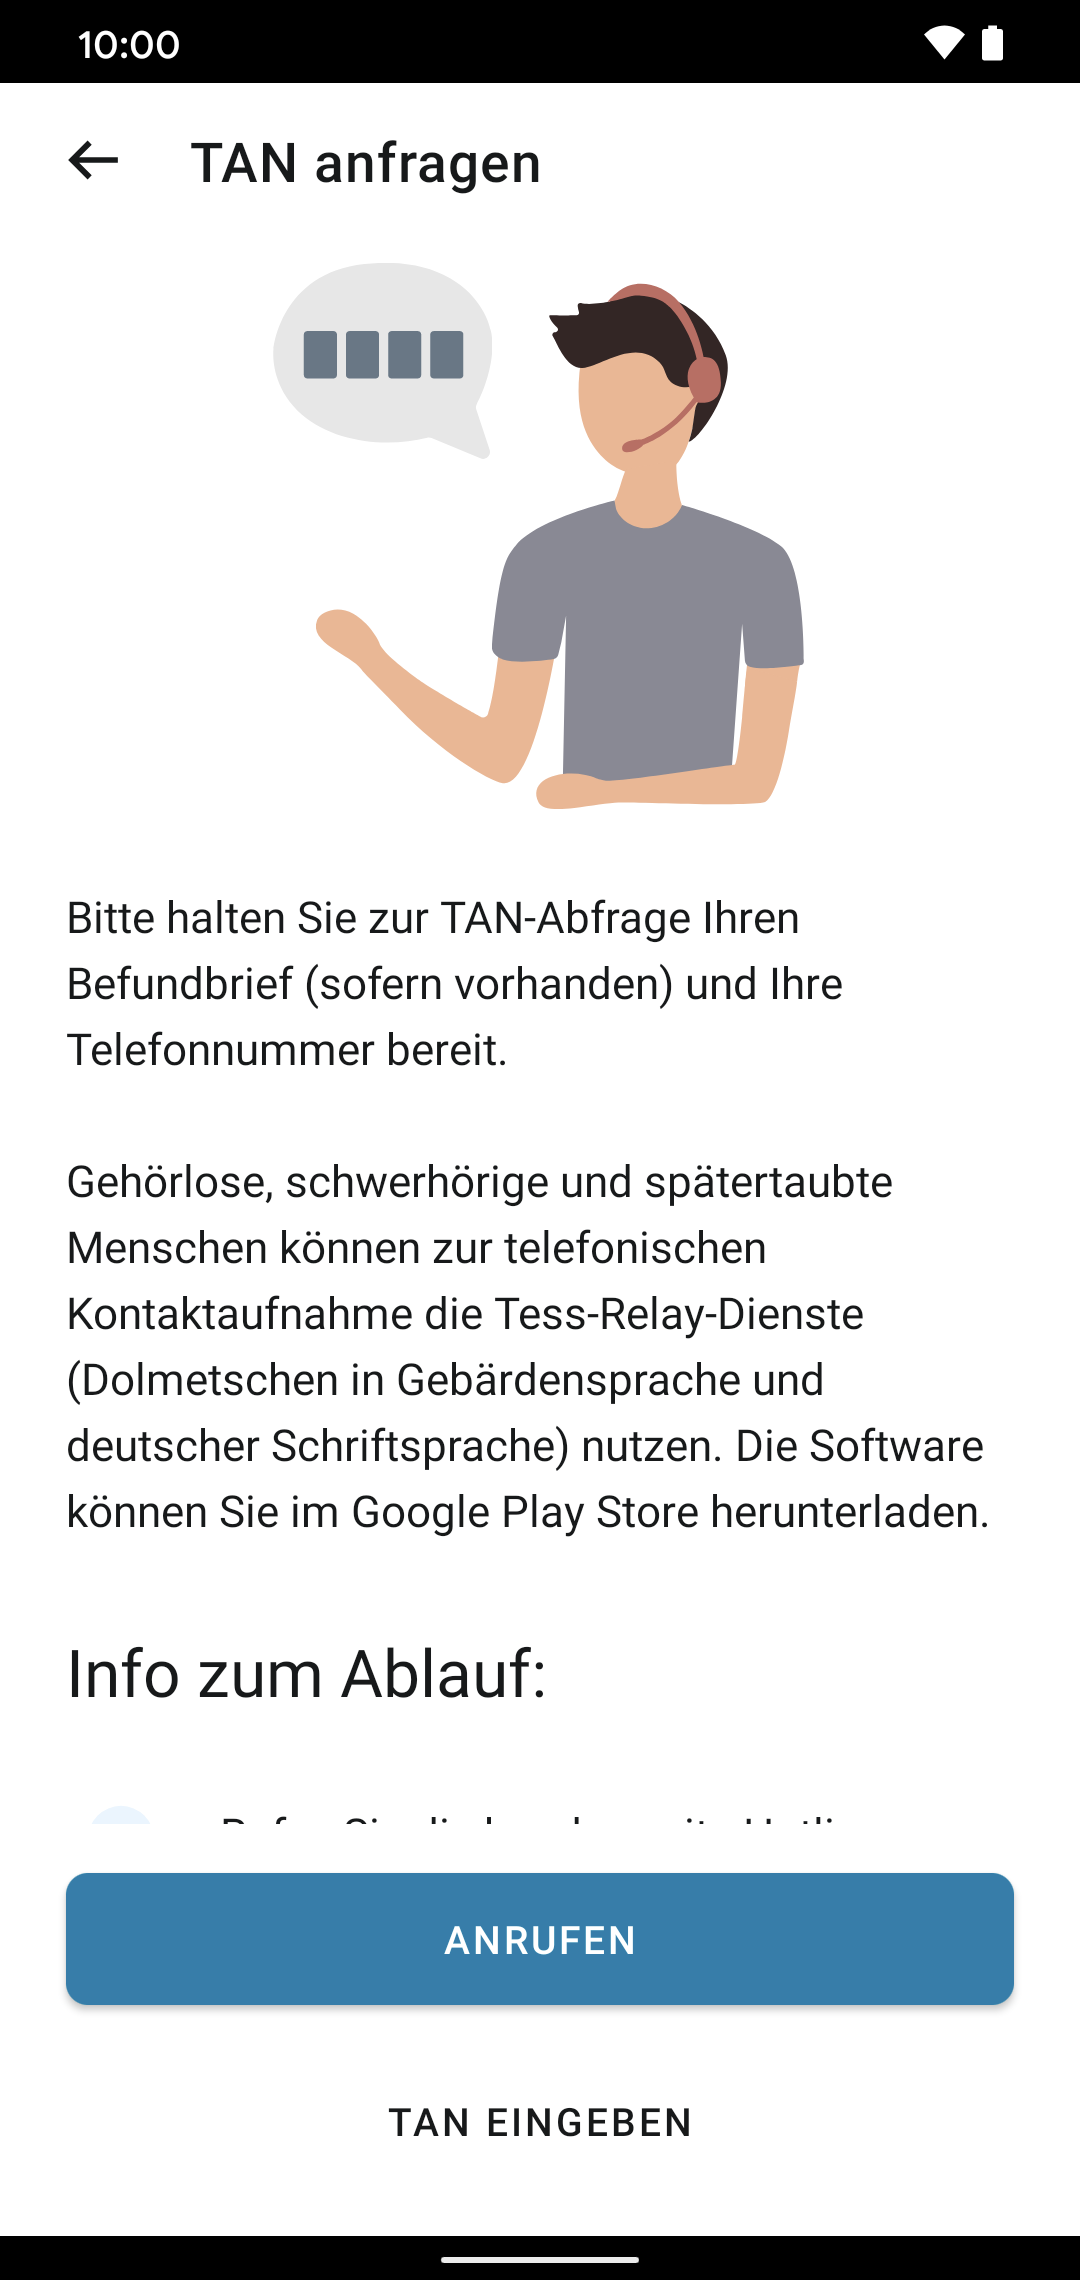 10:00
TAN anfragen
Bitte halten Sie zur TAN-Abfrage Ihren
Befundbrief (sofern vorhanden) und Ihre
Telefonnummer bereit.
Gehörlose, schwerhörige und spätertaubte
Menschen können zur telefonischen
Kontaktaufnahme die Tess-Relay-Dienste
(Dolmetschen in Gebärdensprache und
deutscher Schriftsprache) nutzen. Die Software
können Sie im Google Play Store herunterladen.
Info zum Ablauf:
ANRUFEN
TAN EINGEBEN